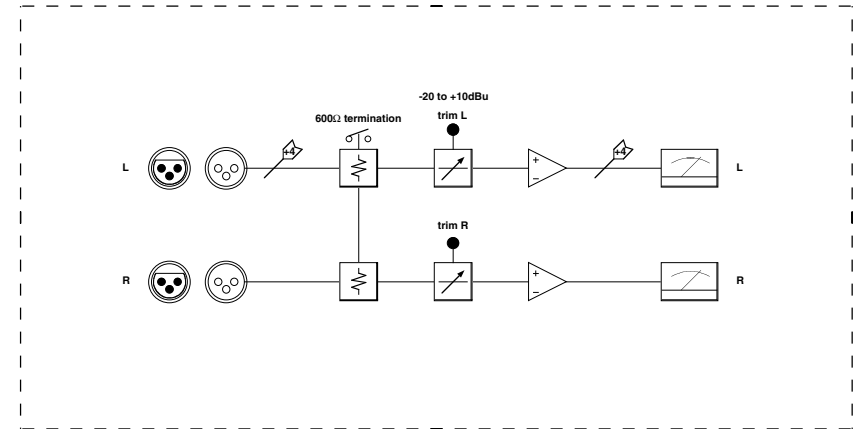 -20 to +10dBu
600Ω termination
trim L
L
+4
+
−
+4
L
trim R
R
+
−
R